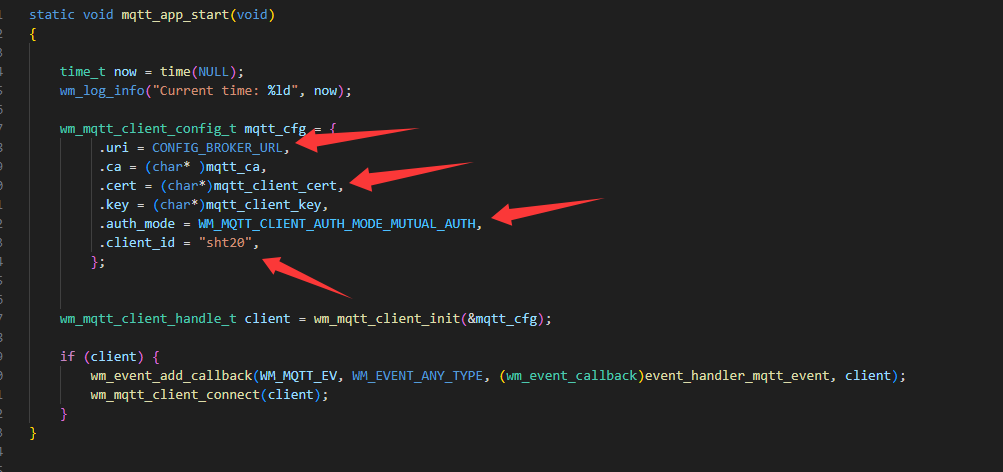 static void mqtt_app_start(void)
{
time_t now = time(NULL);
wm_log_info("Current time: %ld", now);
wm_mqtt_client_config_t mqtt_cfg = {
.uri = CONFIG_BROKER_URL,
.ca = (char* )mqtt_ca,
.cert = (char*)mqtt_client_cert,
.key = (char*)mqtt_client_key,
.auth_mode = WM_MQTT_CLIENT_AUTH_MODE_MUTUAL_AUTH,
.client_id = "sht20",
};
wm_mqtt_client_handle_t client = wm_mqtt_client_init(&mqtt_cfg);
if (client) {
wm_event_add_callback(WM_MQTT_EV, WM_EVENT_ANY_TYPE, (wm_event_callback)event_handler_mqtt_event, client);
wm_mqtt_client_connect(client);
}
}